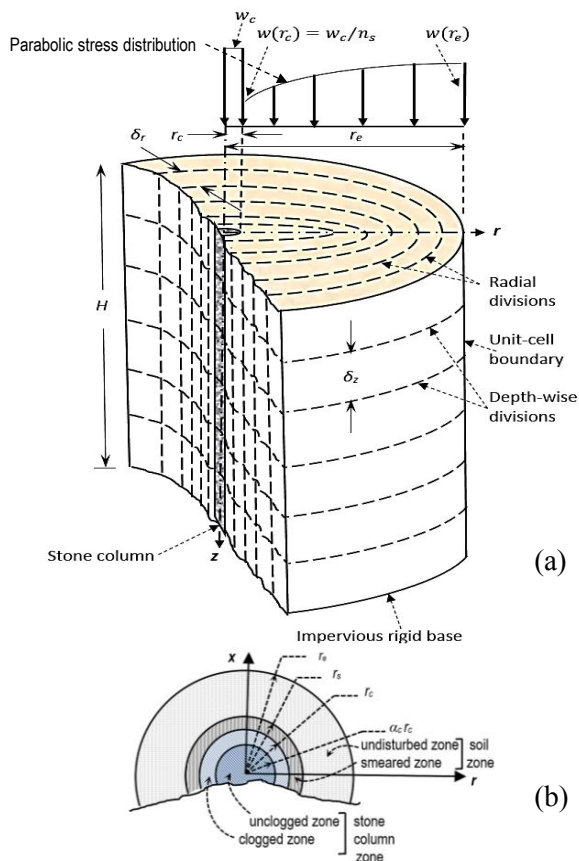 w_c
w(r_c) = w_c/n_s
w(r_e)
Parabolic stress distribution
δ_r
r_c
r_e
r
H
Radial
divisions
Unit-cell
boundary
δ_z
Depth-wise
divisions
Stone column
z
(a)
Impervious rigid base
x
r_e
r_s
r_c
α_c r_c
undisturbed zone
smeared zone
soil
zone
r
(b)
unclogged zone
clogged zone
stone
column
zone